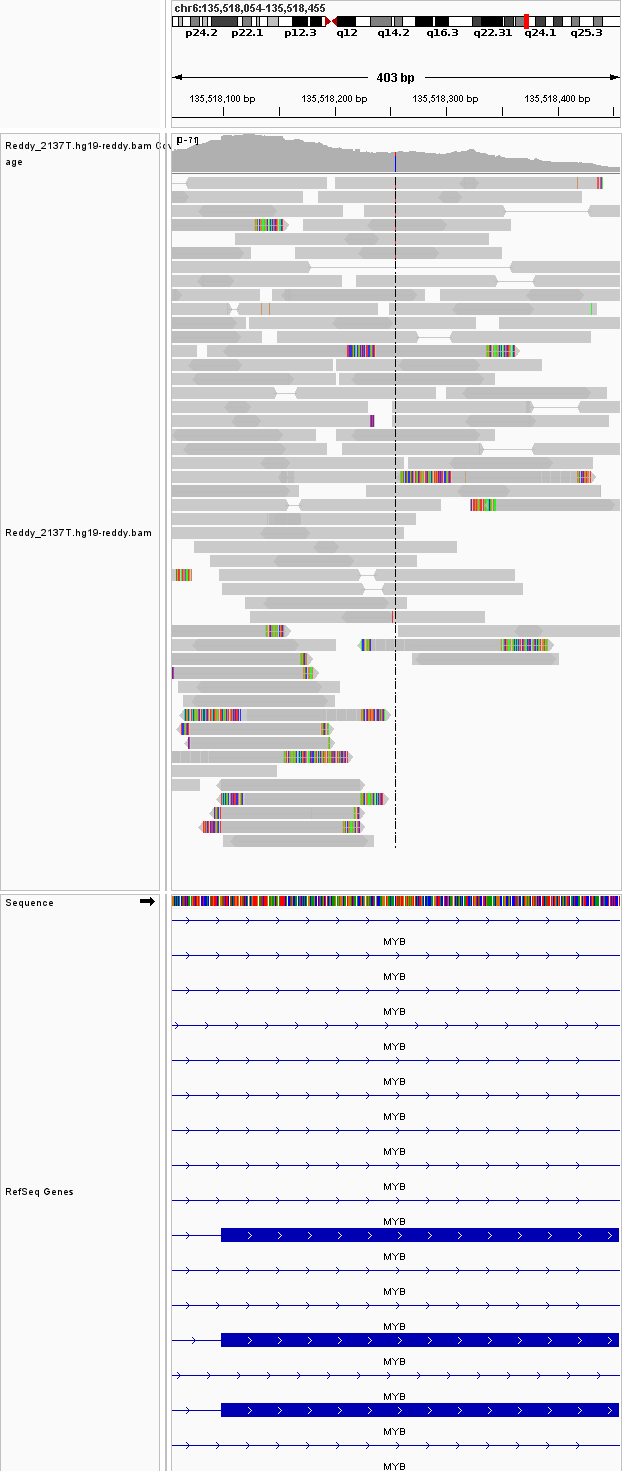 chr6:135,518,054-135,518,455
p24.2 p22.1 p12.3 q12 q14.2 q16.3 q22.31 q24.1 q25.3
403 bp
135,518,100 bp 135,518,200 bp 135,518,300 bp 135,518,400 bp
Reddy_2137T.hg19-reddy.bam
age
Reddy_2137T.hg19-reddy.bam
Sequence
MYB
MYB
MYB
MYB
MYB
MYB
MYB
MYB
RefSeq Genes
MYB
MYB
MYB
MYB
MYB
MYB
MYB
MYB